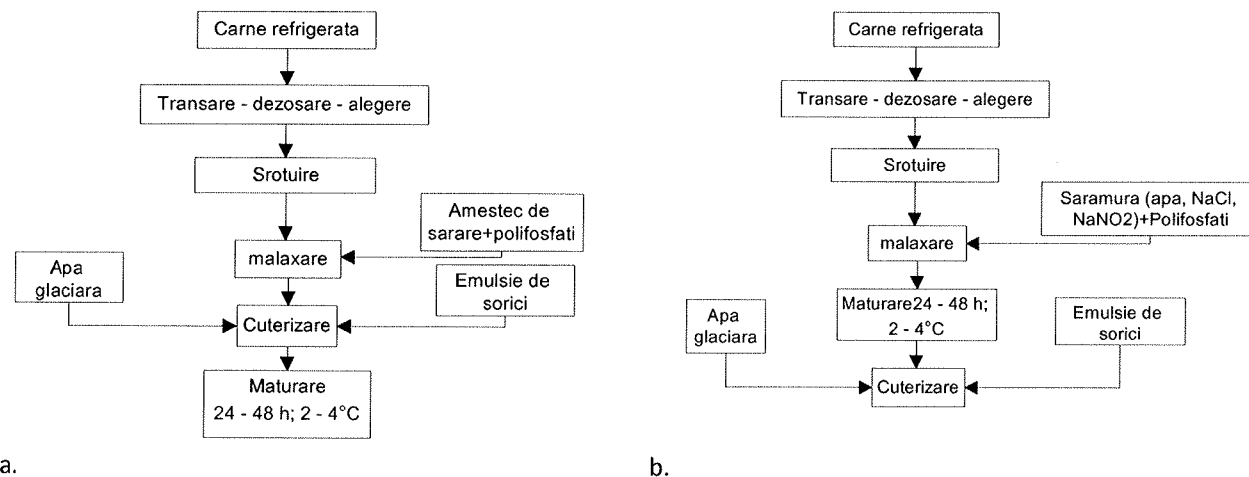 Carne refrigerata
Transare - dezosare - alegere
Srotuire
Amestec de
sarare+polifosfati
malaxare
Apa
glaciara
Emulsie de
sorici
Cuterizare
Maturare
24 - 48 h; 2 - 4°C
a.
Carne refrigerata
Transare - dezosare - alegere
Srotuire
Saramura (apa, NaCl,
NaNO2)+Polifosfati
malaxare
Maturare24 - 48 h;
2 - 4°C
Apa
glaciara
Emulsie de
sorici
Cuterizare
b.